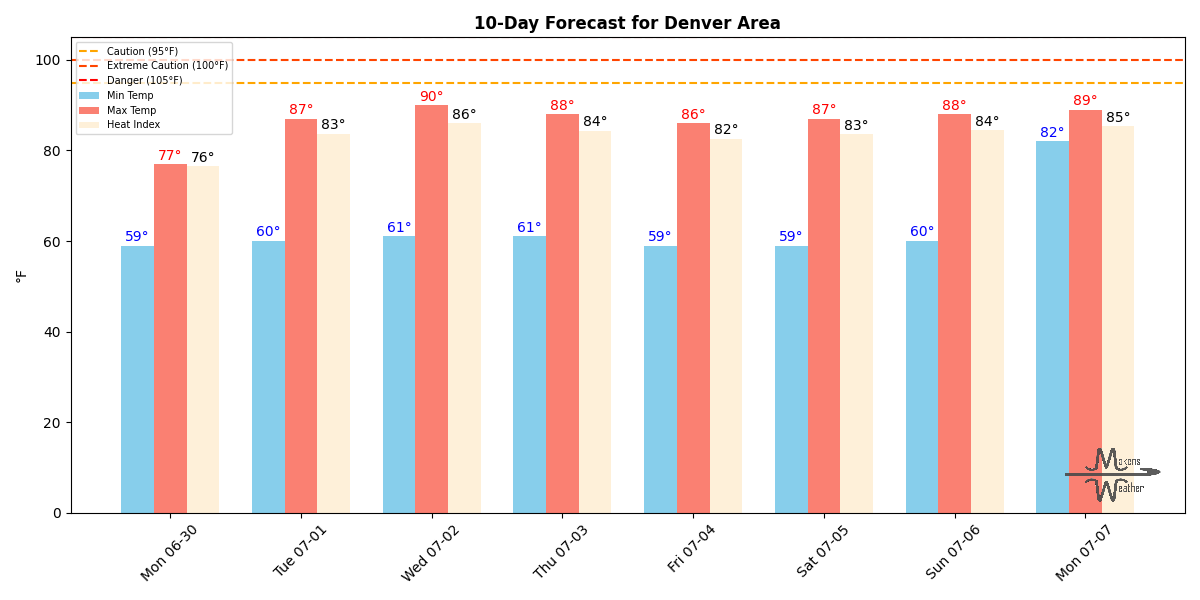 10-Day Forecast for Denver Area
Caution (95°F)
Extreme Caution (100°F)
Danger (105°F)
Min Temp
Max Temp
Heat Index
°F
100
80
60
40
20
0
59° 77° 76°
60° 87° 83°
61° 90° 86°
61° 88° 84°
59° 86° 82°
59° 87° 83°
60° 88° 84°
82° 89° 85°
Mon 06-30
Tue 07-01
Wed 07-02
Thu 07-03
Fri 07-04
Sat 07-05
Sun 07-06
Mon 07-07